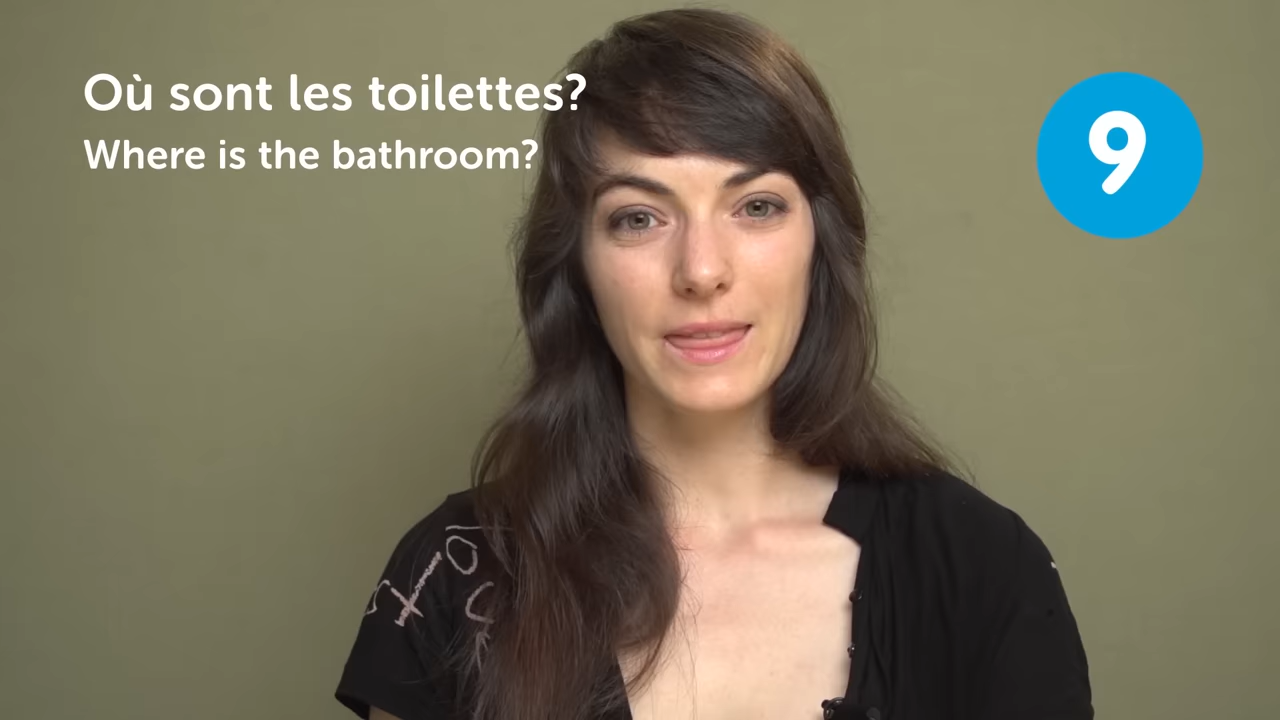 Où sont les toilettes?
Where is the bathroom?
9